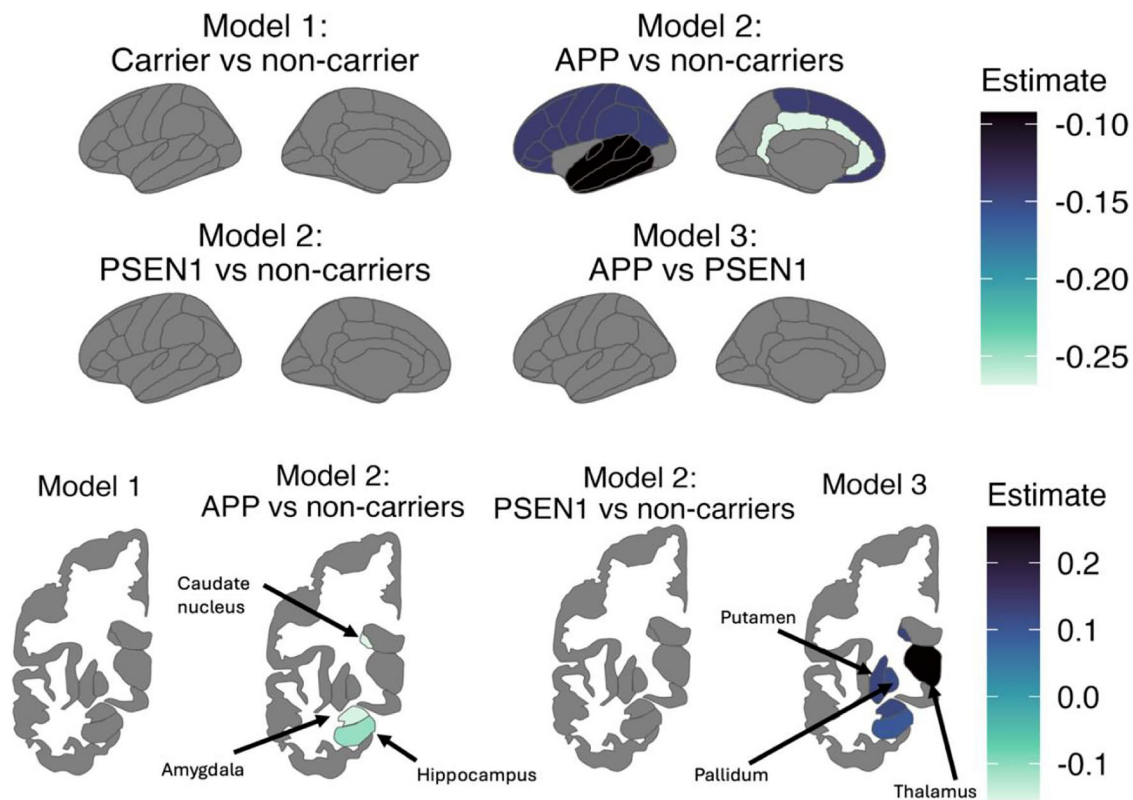 Model 1:
Carrier vs non-carrier
Model 2:
APP vs non-carriers
Estimate
-0.10
-0.15
-0.20
-0.25
Model 2:
PSEN1 vs non-carriers
Model 3:
APP vs PSEN1
Model 1
Model 2:
APP vs non-carriers
Model 2:
PSEN1 vs non-carriers
Model 3
Estimate
0.2
0.1
0.0
-0.1
Caudate
nucleus
Amygdala
Hippocampus
Putamen
Pallidum
Thalamus